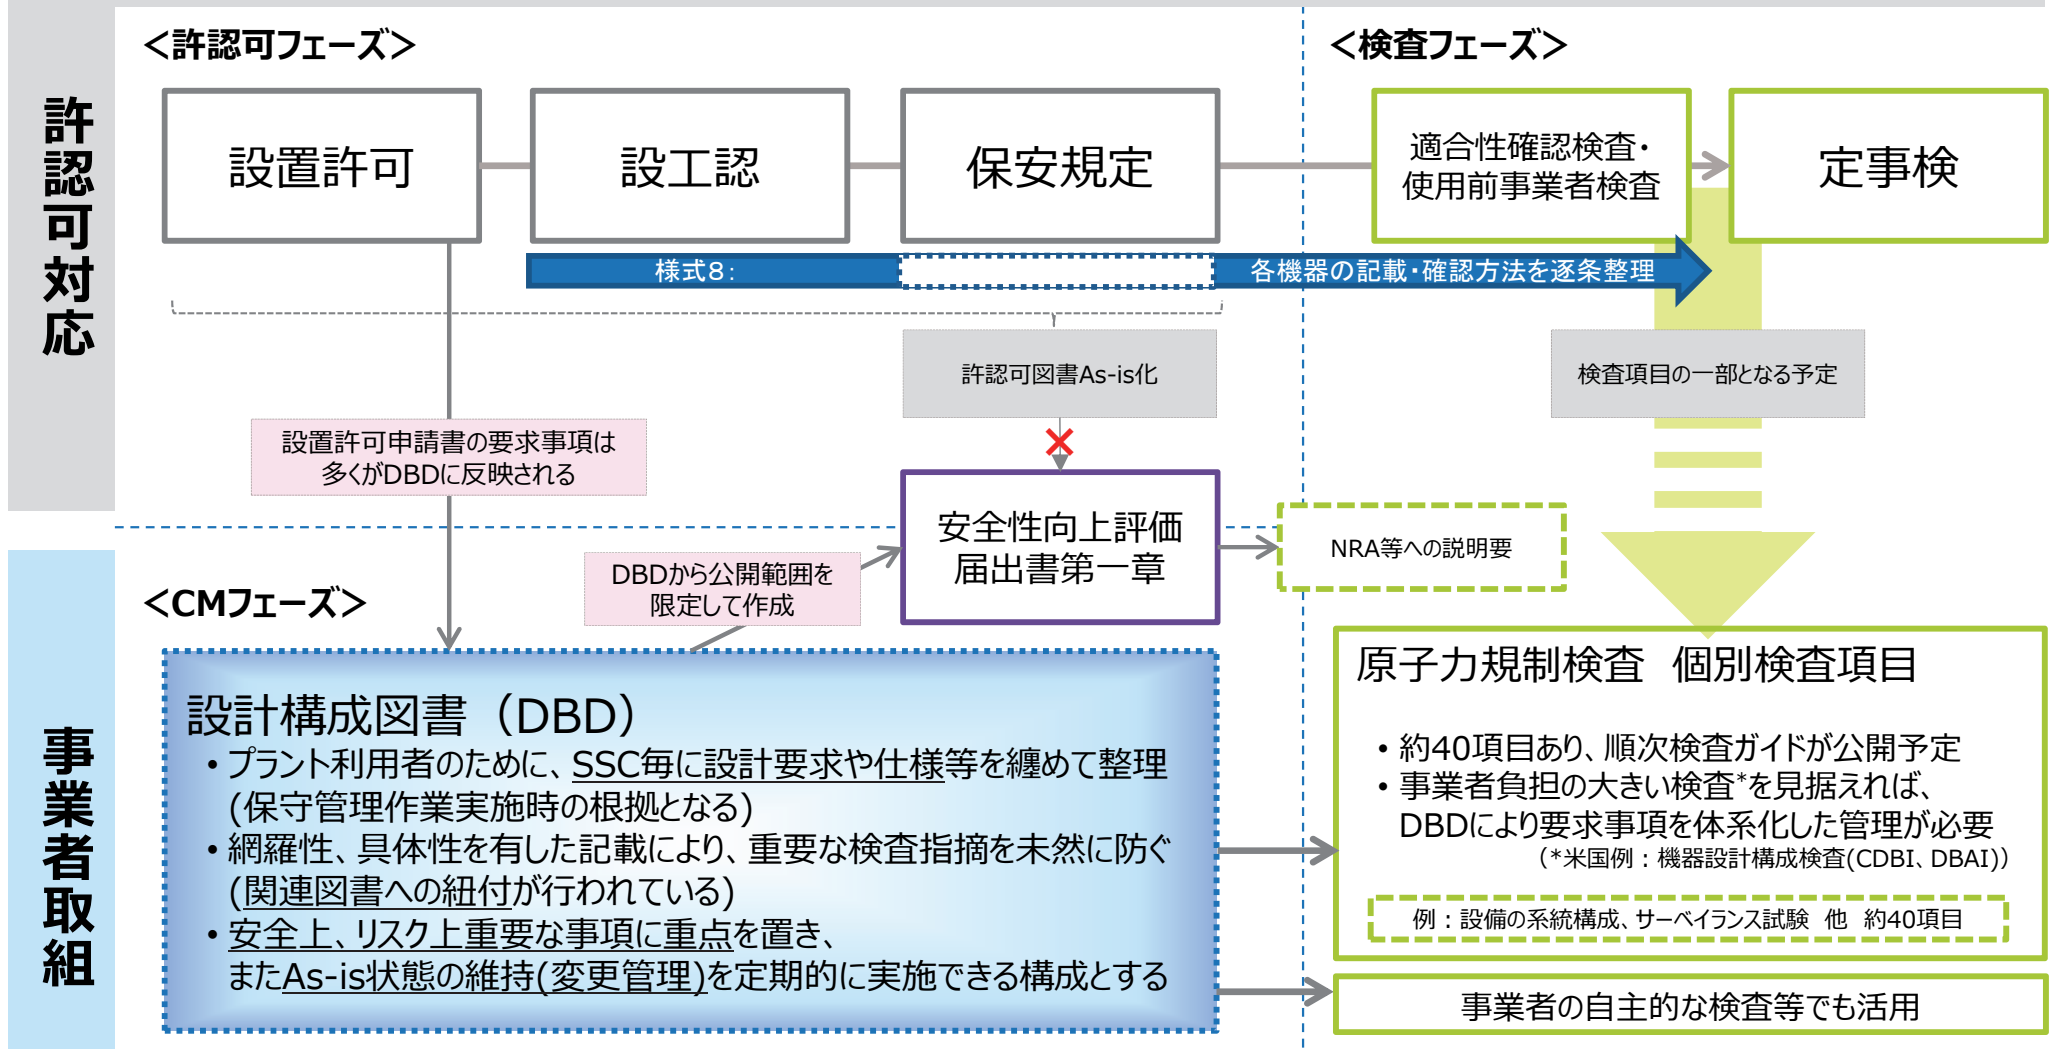 許認可対応
＜許認可フェーズ＞
＜検査フェーズ＞
設置許可
設工認
保安規定
適合性確認検査・
使用前事業者検査
定事検
様式８：
各機器の記載・確認方法を逐条整理
許認可図書As-is化
検査項目の一部となる予定
設置許可申請書の要求事項は
多くがDBDに反映される
安全性向上評価
届出書第一章
NRA等への説明要
DBDから公開範囲を
限定して作成
事業者取組
＜CMフェーズ＞
設計構成図書（DBD）
・プラント利用者のために、SSC毎に設計要求や仕様等を纏めて整理
(保守管理作業実施時の根拠となる)
・網羅性、具体性を有した記載により、重要な検査指摘を未然に防ぐ
(関連図書への紐付が行われている)
・安全上、リスク上重要な事項に重点を置き、
またAs-is状態の維持(変更管理)を定期的に実施できる構成とする
原子力規制検査　個別検査項目
・約40項目あり、順次検査ガイドが公開予定
・事業者負担の大きい検査*を見据えれば、
DBDにより要求事項を体系化した管理が必要
（*米国例：機器設計構成検査(CDBI、DBAI)）
例：設備の系統構成、サーベイランス試験 他 約40項目
事業者の自主的な検査等でも活用